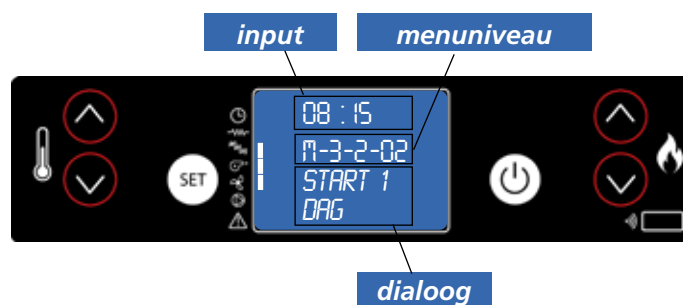 input menuniveau
08 : 15
M-3-2-02
SET
START 1
DAG
dialoog